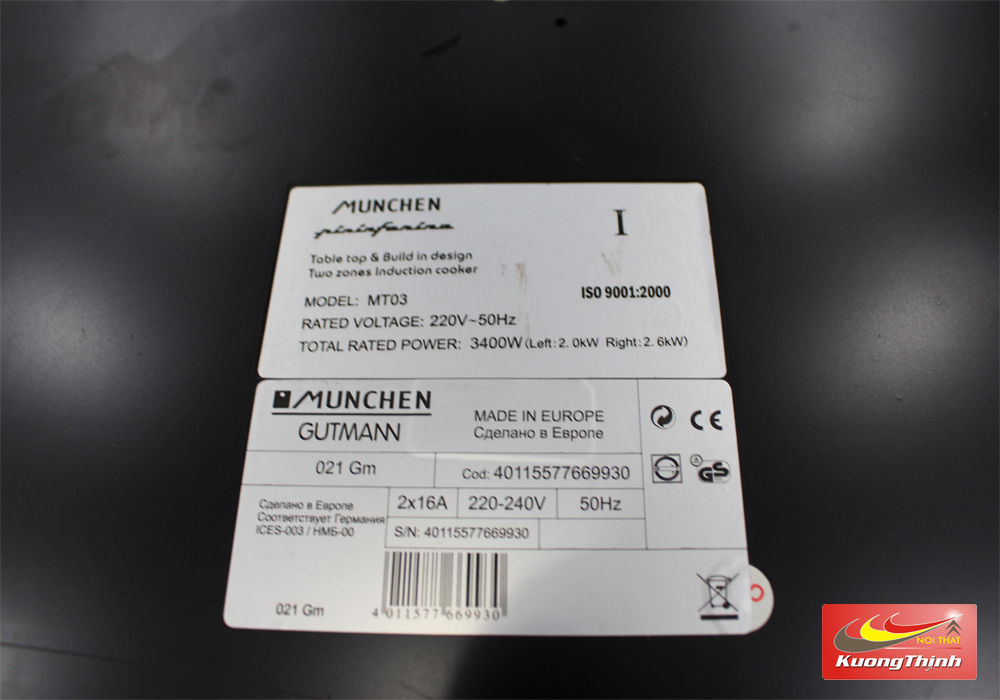 MUNCHEN
pininfarina
I
Table top & Build in design
Two zones Induction cooker
ISO 9001:2000
MODEL: MT03
RATED VOLTAGE: 220V~50Hz
TOTAL RATED POWER: 3400W(Left:2.0kW Right:2.6kW)
MUNCHEN
GUTMANN
MADE IN EUROPE
Сделано в Европе
CE
021 Gm
Cod: 40115577669930
GS
Сделано в Европе
Соответствует Германия
ICES-003 / НМБ-00
2x16A
220-240V
50Hz
S/N: 40115577669930
021 Gm
4 011577 669930
NOI THAT
KuongThịnh